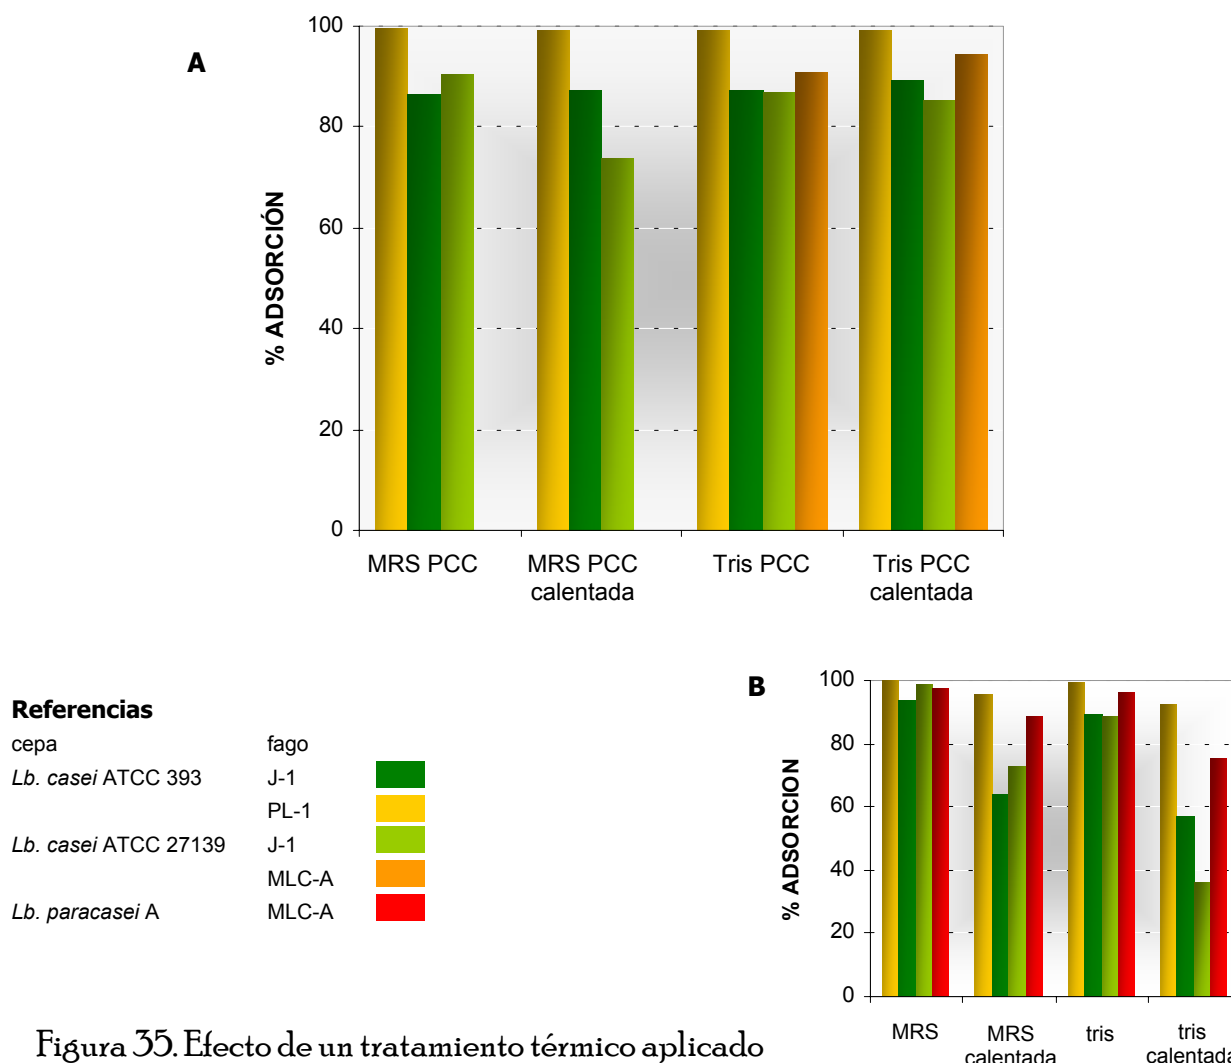 A
% ADSORCIÓN
100
80
60
40
20
0
MRS PCC
MRS PCC
calentada
Tris PCC
Tris PCC
calentada
Referencias
cepa fago
Lb. casei ATCC 393 J-1
PL-1
Lb. casei ATCC 27139 J-1
MLC-A
Lb. paracasei A MLC-A
B
% ADSORCION
100
80
60
40
20
0
MRS
MRS
calentada
tris
tris
calentada
Figura 35. Efecto de un tratamiento térmico aplicado